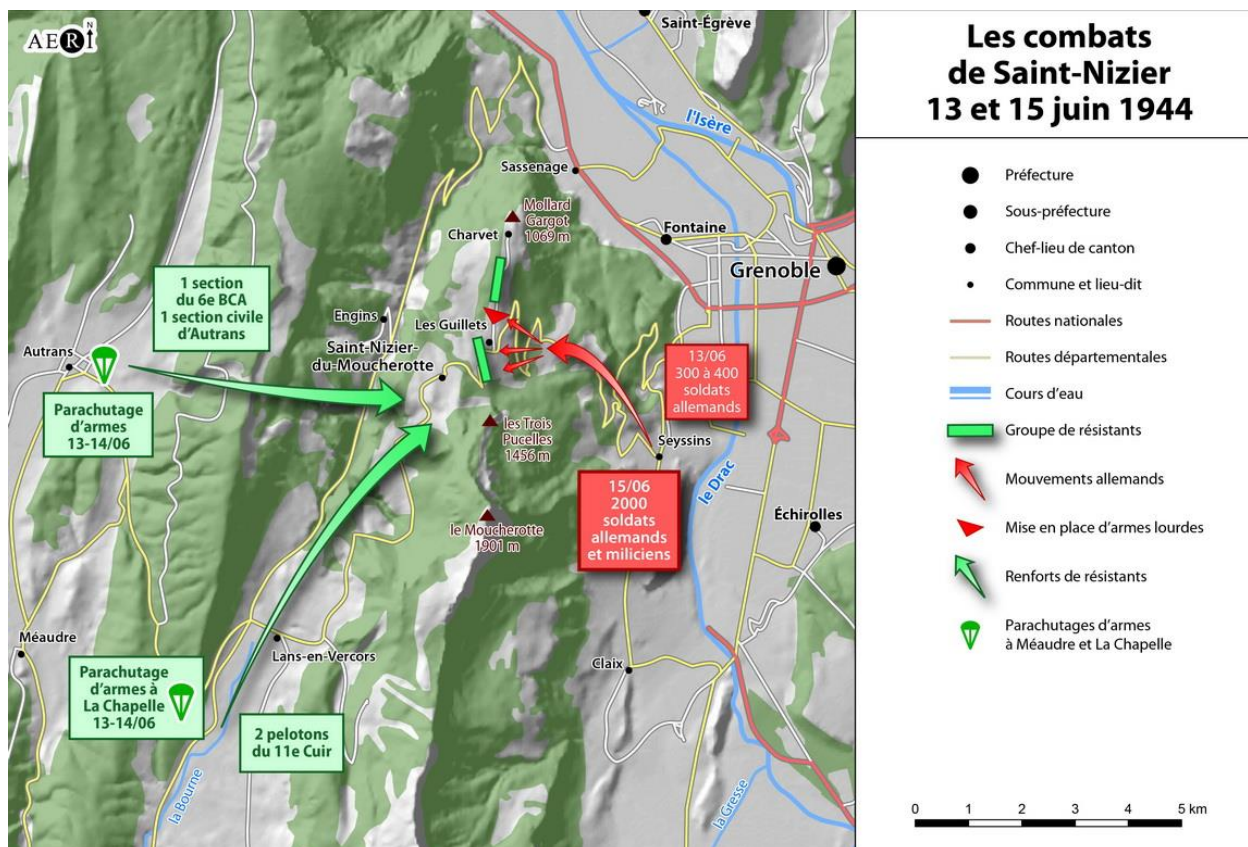 AERI
N
Saint-Égrève
l'Isère
Sassenage
Mollard
Gargot
1069 m
Charvet
Fontaine
Grenoble
1 section
du 6e BCA
1 section civile
d'Autrans
Engins
Les Guillets
Saint-Nizier-
du-Moucherotte
Autrans
13/06
300 à 400
soldats
allemands
Parachutage
d'armes
13-14/06
les Trois
Pucelles
1456 m
Seyssins
le Drac
15/06
2000
soldats
allemands
et miliciens
le Moucherotte
1901 m
Échirolles
Méaudre
Lans-en-Vercors
Claix
Parachutage
d'armes à
La Chapelle
13-14/06
2 pelotons
du 11e Cuir
la Bourne
la Gresse
Les combats
de Saint-Nizier
13 et 15 juin 1944
Préfecture
Sous-préfecture
Chef-lieu de canton
Commune et lieu-dit
Routes nationales
Routes départementales
Cours d'eau
Groupe de résistants
Mouvements allemands
Mise en place d'armes lourdes
Renforts de résistants
Parachutages d'armes
à Méaudre et La Chapelle
0 1 2 3 4 5 km